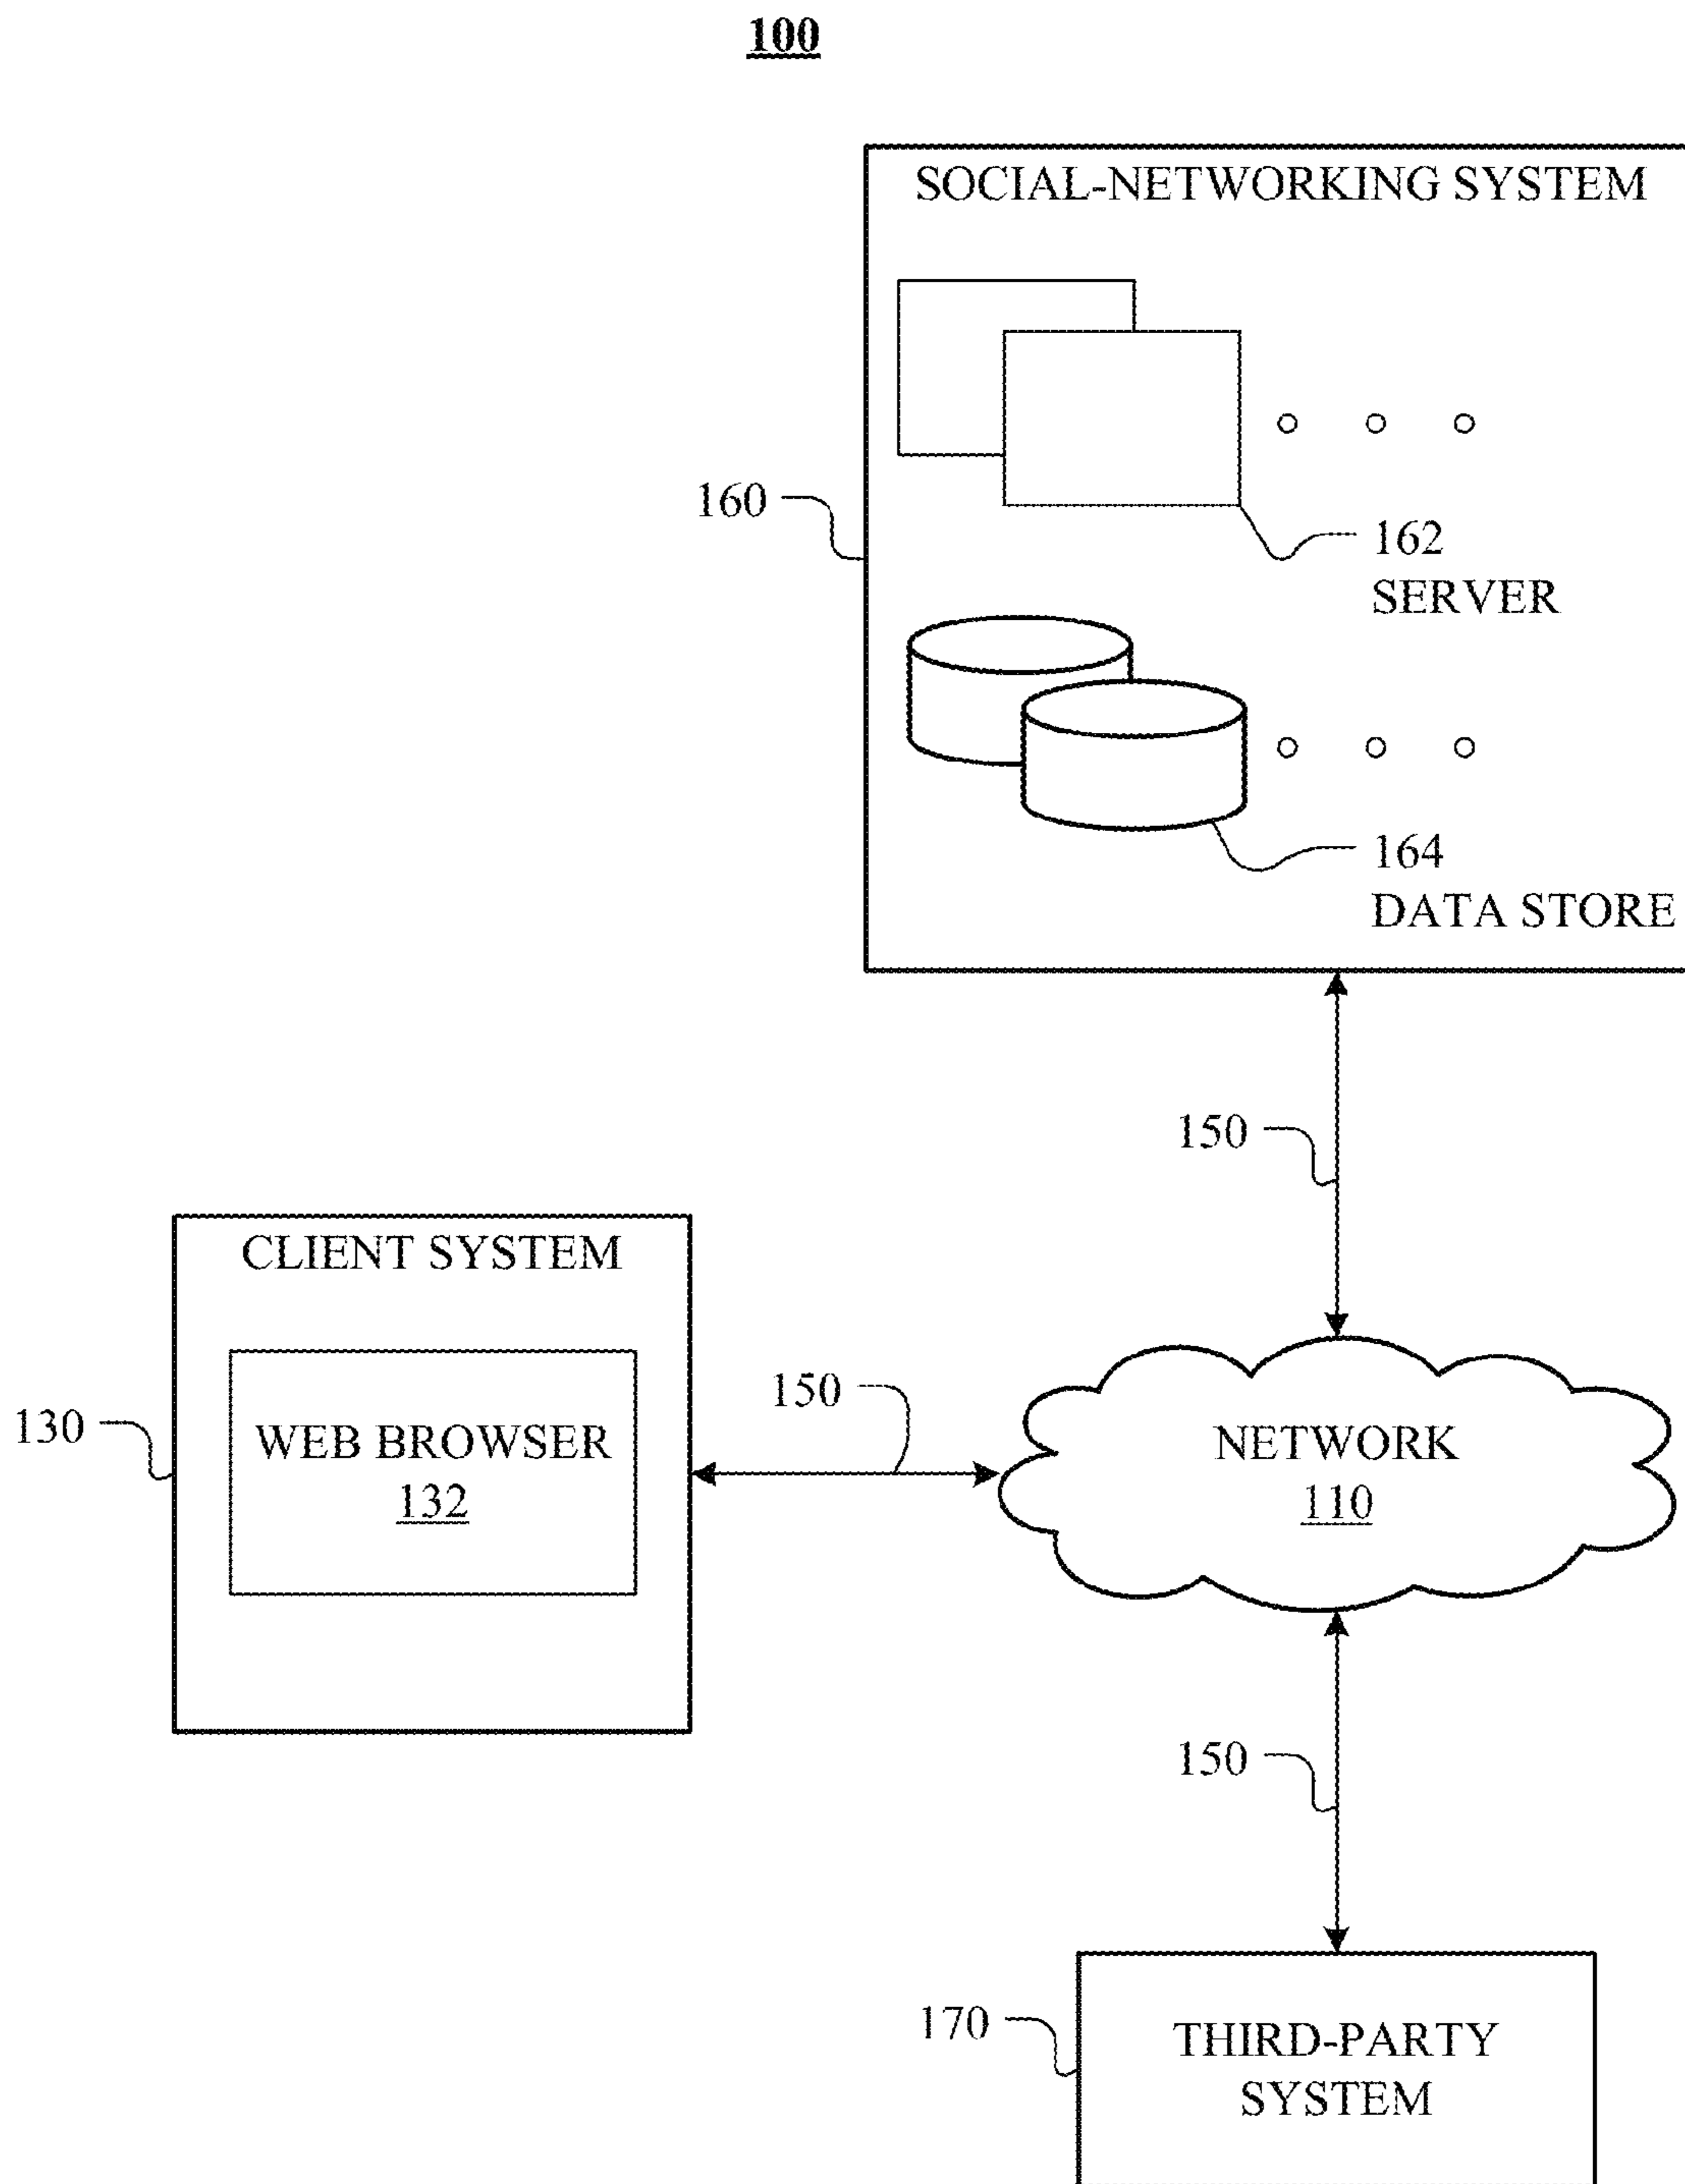 100
SOCIAL-NETWORKING SYSTEM
160
162
SERVER
164
DATA STORE
150
CLIENT SYSTEM
130
WEB BROWSER
132
150
NETWORK
110
150
170
THIRD-PARTY
SYSTEM